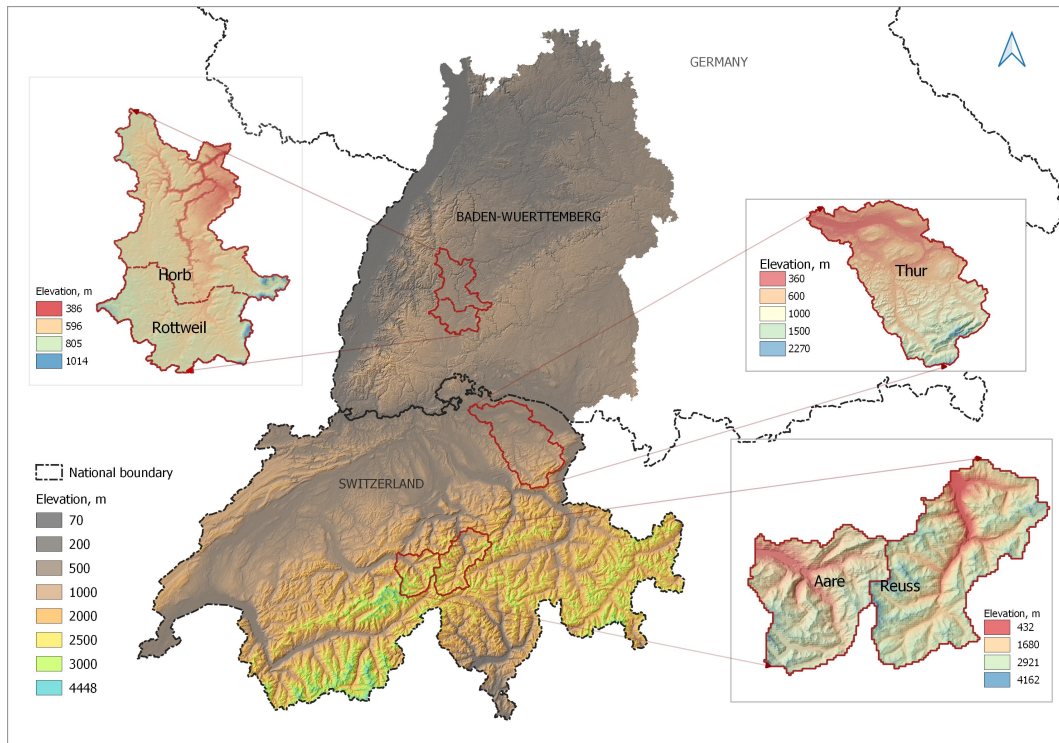 GERMANY
BADEN-WUERTTEMBERG
SWITZERLAND
Horb
Rottweil
Elevation, m
386
596
805
1014
Thur
Elevation, m
360
600
1000
1500
2270
National boundary
Elevation, m
70
200
500
1000
2000
2500
3000
4448
Aare
Reuss
Elevation, m
432
1680
2921
4162